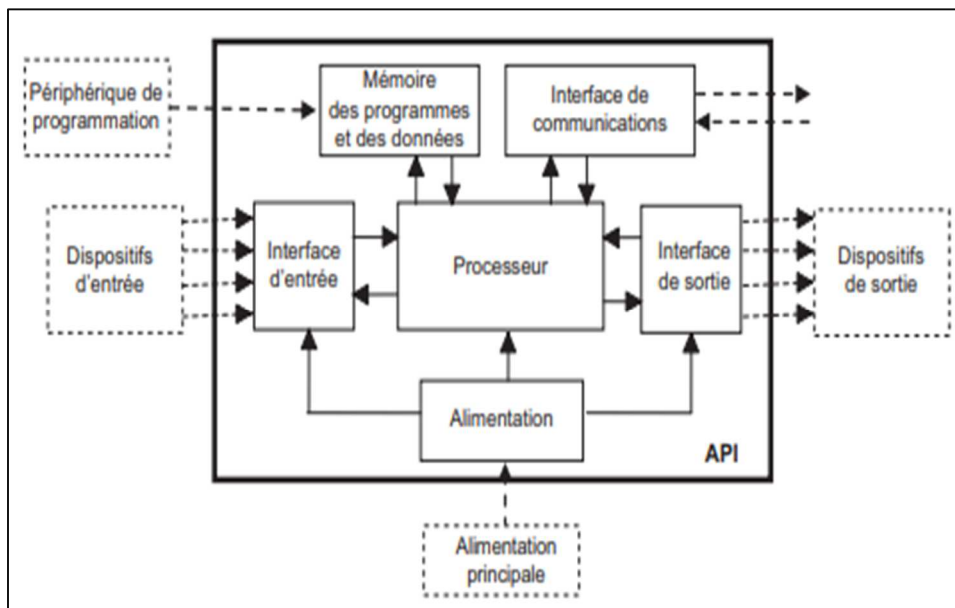 Périphérique de
programmation
Mémoire
des programmes
et des données
Interface de
communications
Dispositifs
d'entrée
Interface
d'entrée
Processeur
Interface
de sortie
Dispositifs
de sortie
Alimentation
API
Alimentation
principale